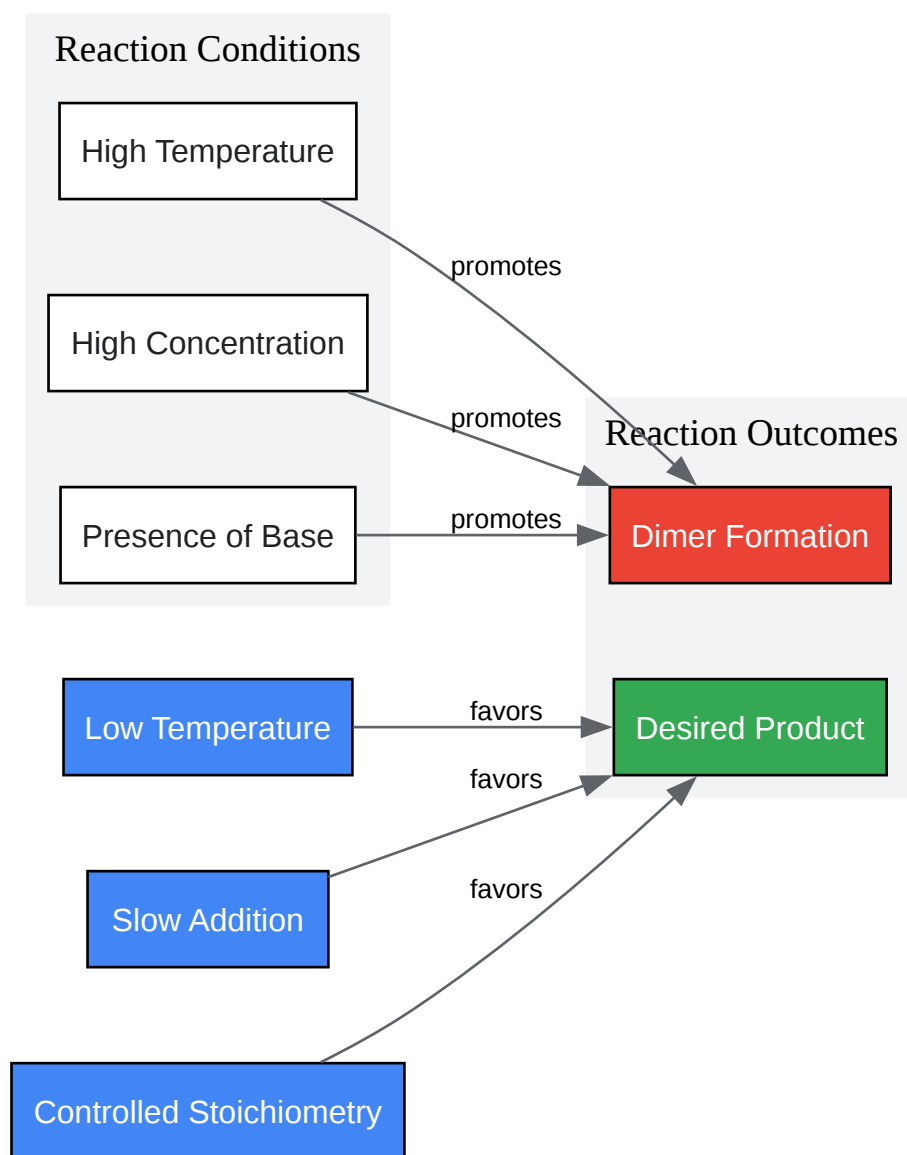 Reaction Conditions
High Temperature
promotes
High Concentration
promotes
Reaction Outcomes
Presence of Base
promotes
Dimer Formation
Low Temperature
favors
Desired Product
favors
Slow Addition
favors
Controlled Stoichiometry